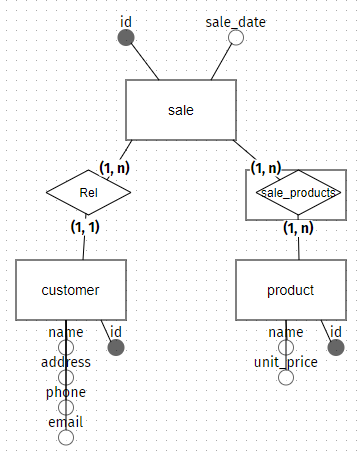 id
sale_date
sale
(1, n)
(1, n)
Rel
sale_products
(1, 1)
(1, n)
customer
product
name
id
name
id
address
unit_price
phone
email